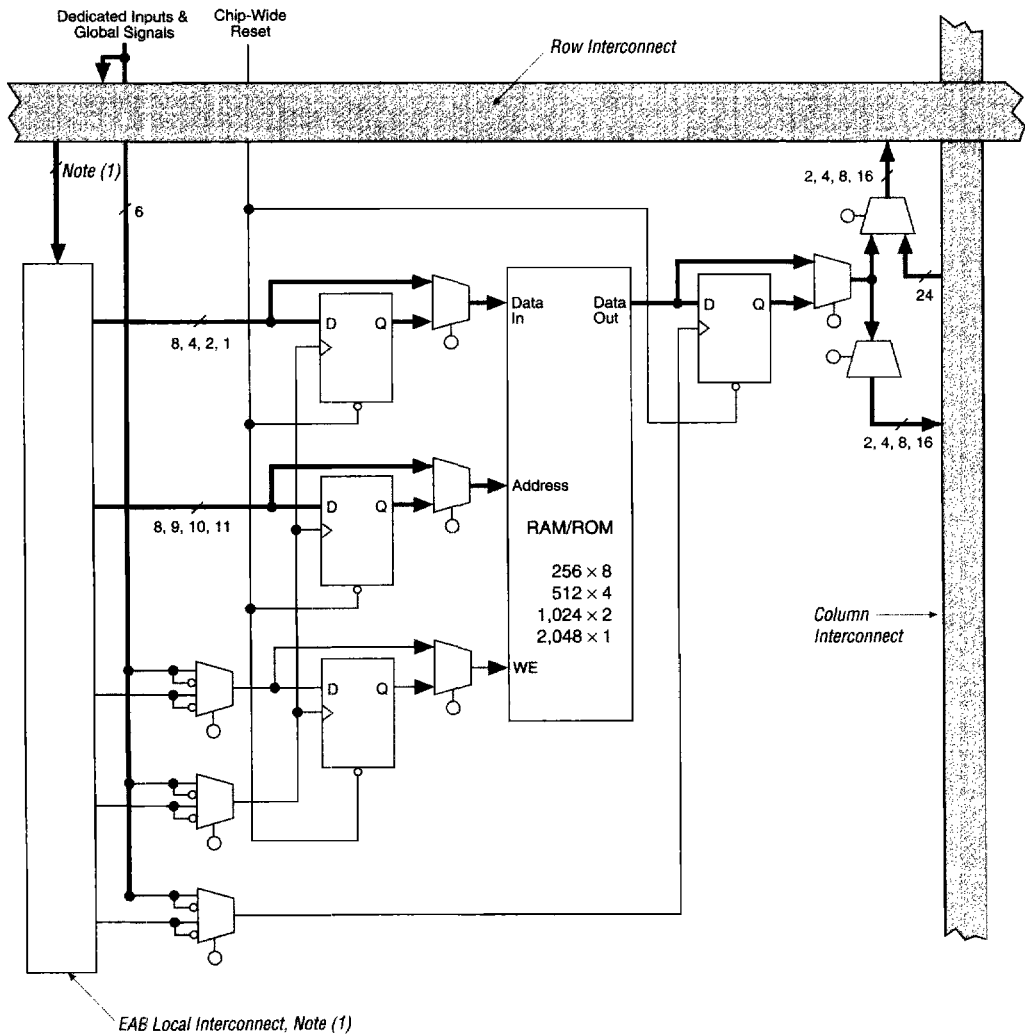 Dedicated Inputs &
Global Signals
Chip-Wide
Reset
Row Interconnect
Note (1)
6
2, 4, 8, 16
24
D
Q
8, 4, 2, 1
Data
In
Data
Out
D
Q
2, 4, 8, 16
D
Q
8, 9, 10, 11
Address
RAM/ROM
256 × 8
512 × 4
1,024 × 2
2,048 × 1
Column
Interconnect
D
Q
WE
EAB Local Interconnect, Note (1)